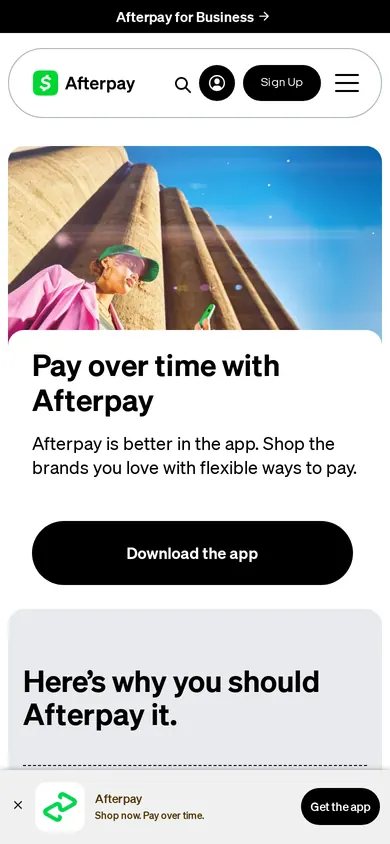 Afterpay for Business →
Afterpay
Sign Up
Pay over time with
Afterpay
Afterpay is better in the app. Shop the
brands you love with flexible ways to pay.
Download the app
Here's why you should
Afterpay it.
Afterpay
Shop now. Pay over time.
Get the app